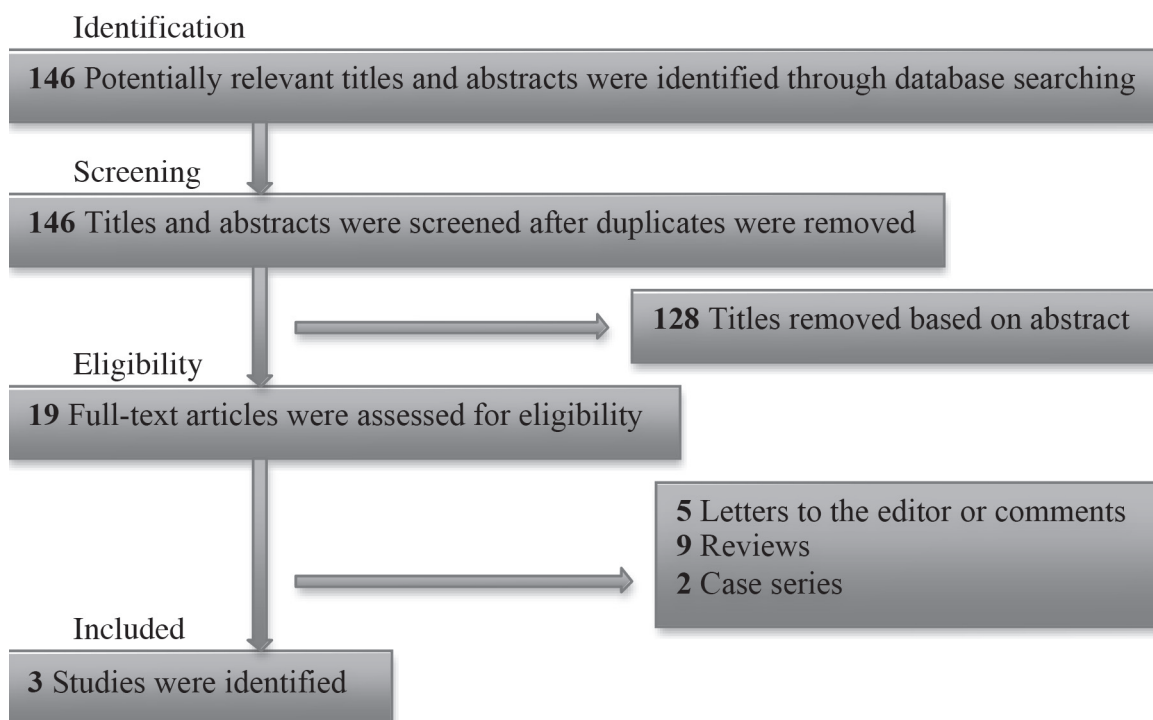 Identification
146 Potentially relevant titles and abstracts were identified through database searching
Screening
146 Titles and abstracts were screened after duplicates were removed
128 Titles removed based on abstract
Eligibility
19 Full-text articles were assessed for eligibility
5 Letters to the editor or comments
9 Reviews
2 Case series
Included
3 Studies were identified